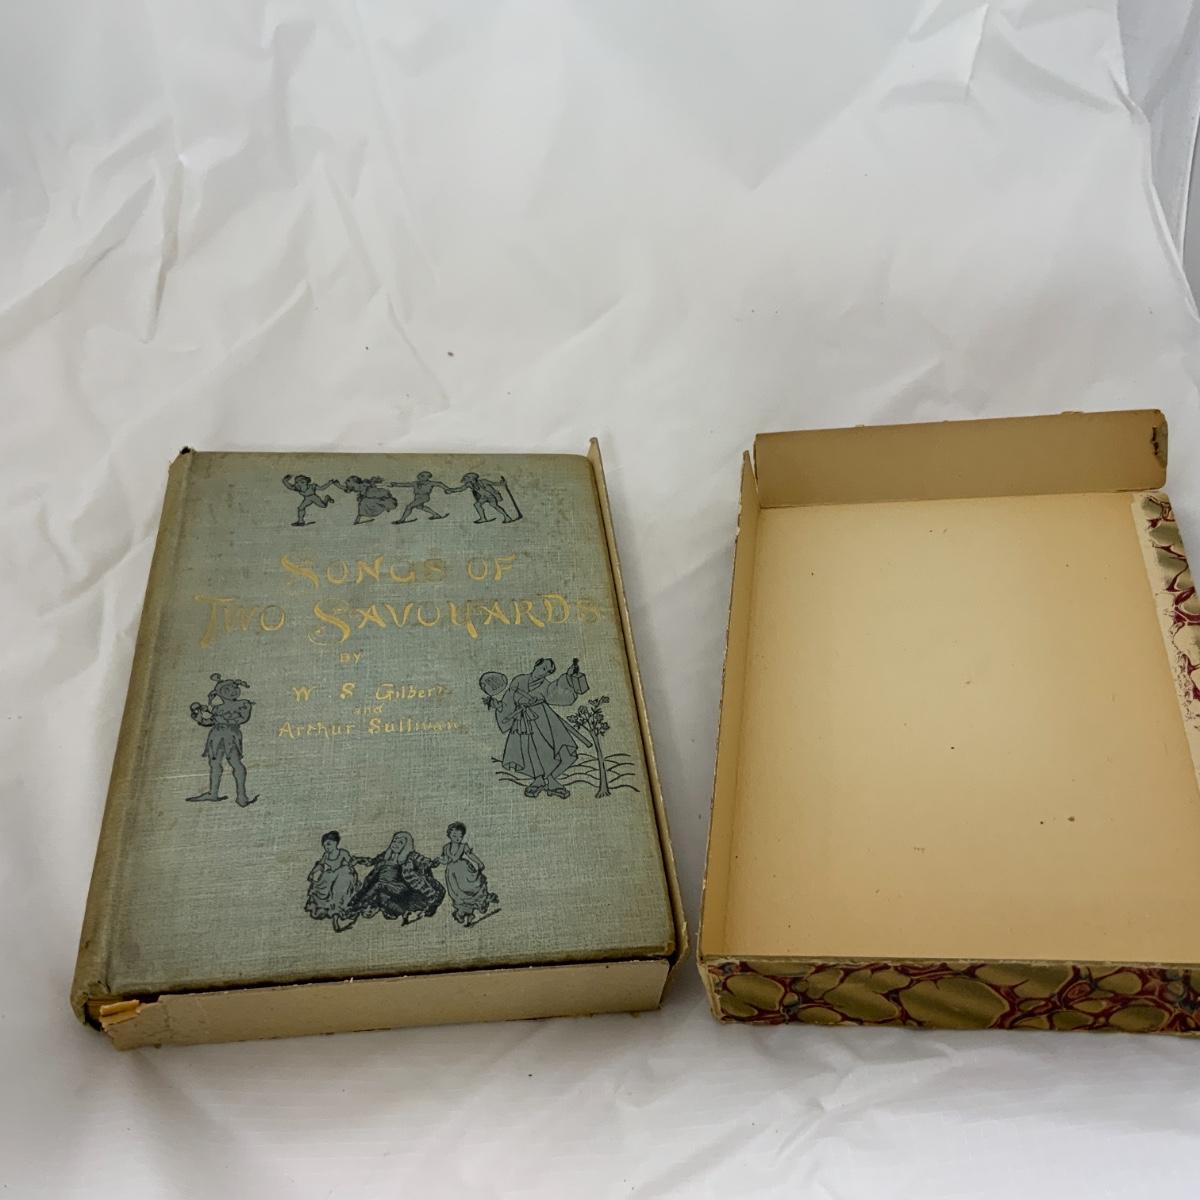 SONGS OF
TWO SAVOYARDS
BY
W S Gilbert
and
Arthur Sullivan